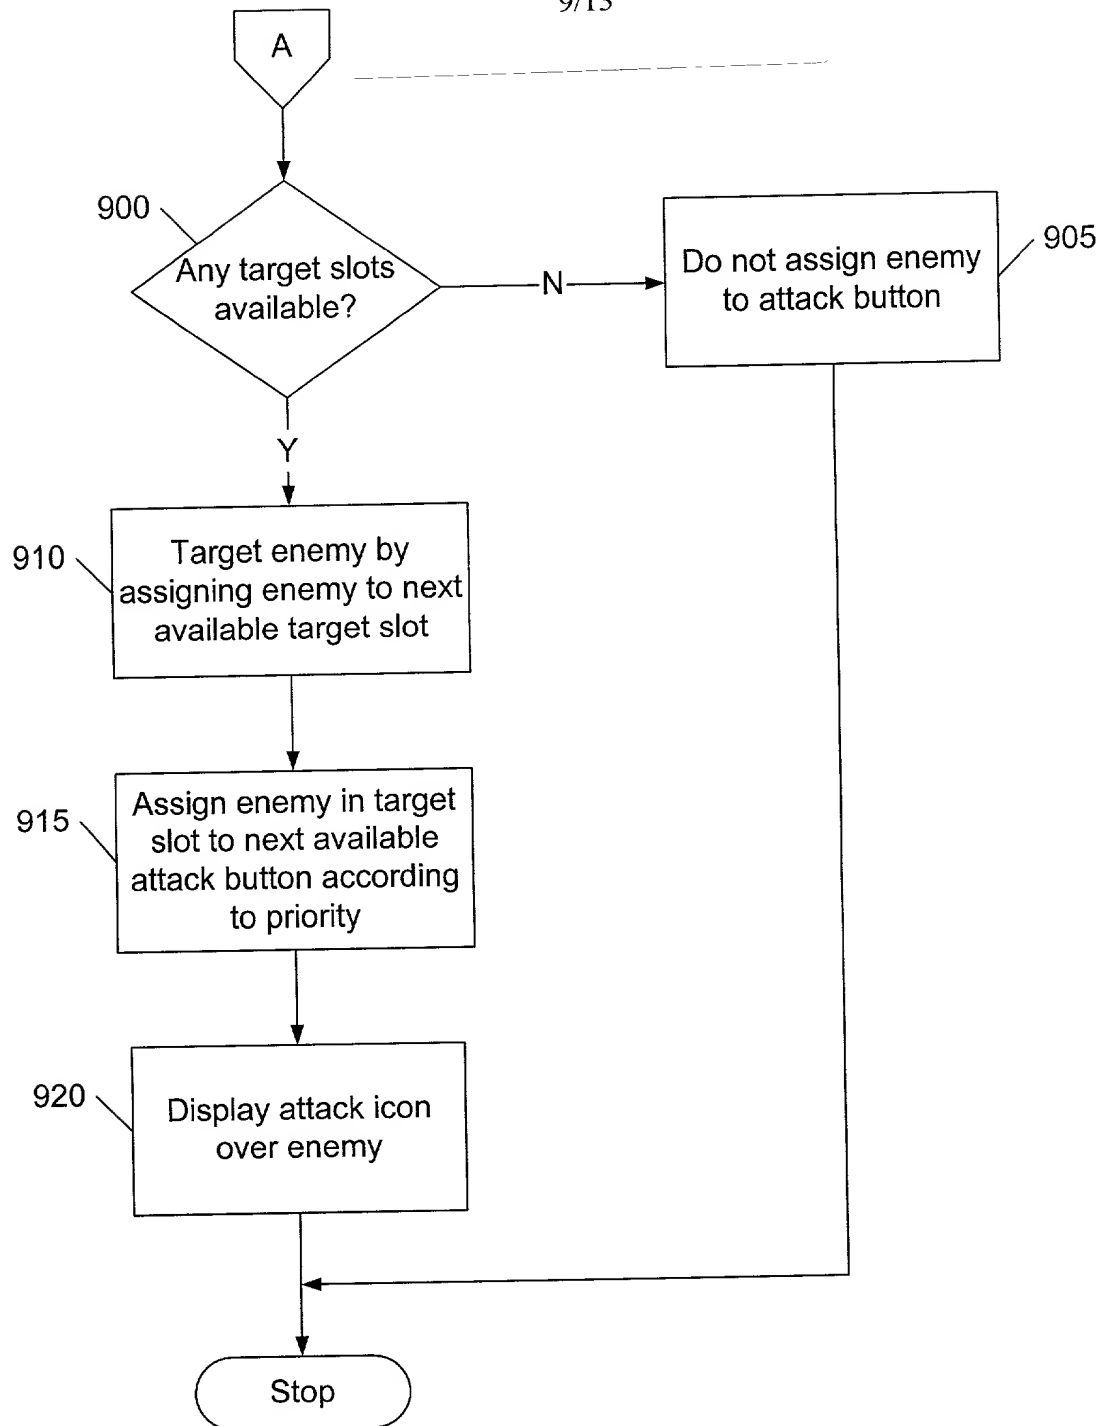 9/13
A
900
Any target slots
available?
N
Do not assign enemy
to attack button
905
Y
910
Target enemy by
assigning enemy to next
available target slot
915
Assign enemy in target
slot to next available
attack button according
to priority
920
Display attack icon
over enemy
Stop